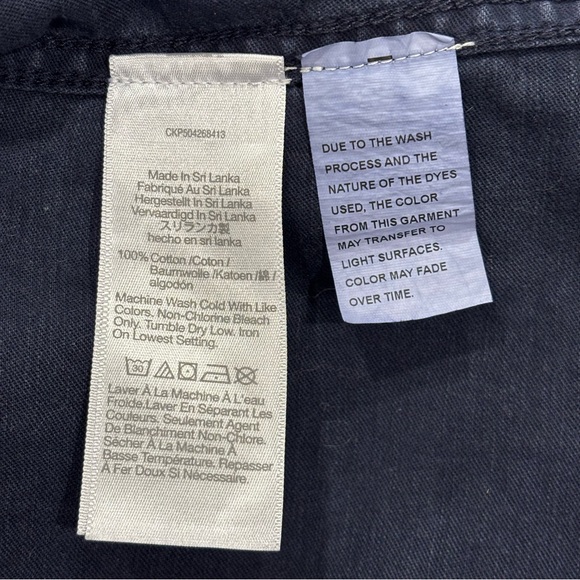 CKP504268413
Made In Sri Lanka
Fabriqué Au Sri Lanka
Hergestellt In Sri Lanka
Vervaardigd In Sri Lanka
スリランカ製
hecho en sri lanka
100% Cotton /Coton /
Baumwolle /Katoen /綿 /
algodón
Machine Wash Cold With Like
Colors. Non-Chlorine Bleach
Only. Tumble Dry Low. Iron
On Lowest Setting.
30
Laver À La Machine À L'eau
Froide.Laver En Séparant Les
Couleurs. Seulement Agent
De Blanchiment Non-Chlore.
Sécher À La Machine À
Basse Température. Repasser
À Fer Doux Si Nécessaire.
DUE TO THE WASH
PROCESS AND THE
NATURE OF THE DYES
USED, THE COLOR
FROM THIS GARMENT
MAY TRANSFER TO
LIGHT SURFACES.
COLOR MAY FADE
OVER TIME.